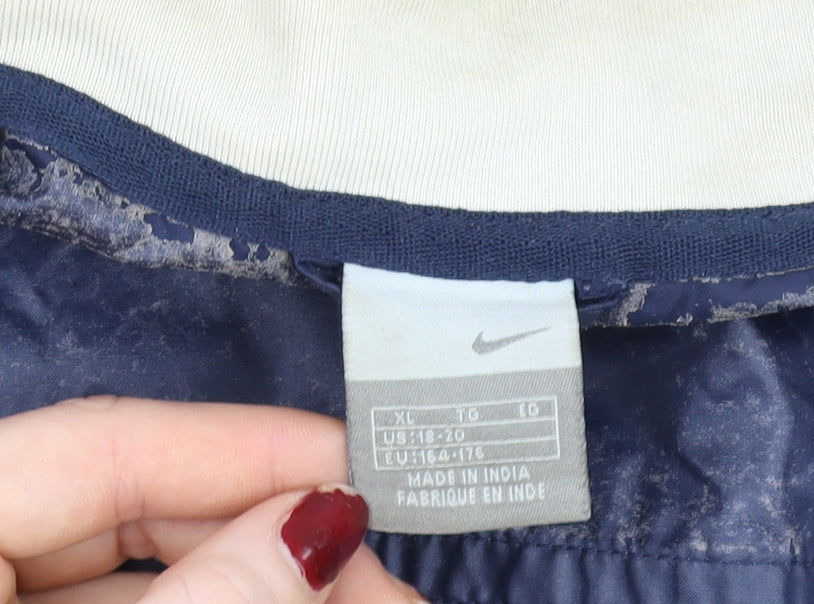 XL TG EG
US:18-20
EU:164-176
MADE IN INDIA
FABRIQUE EN INDE